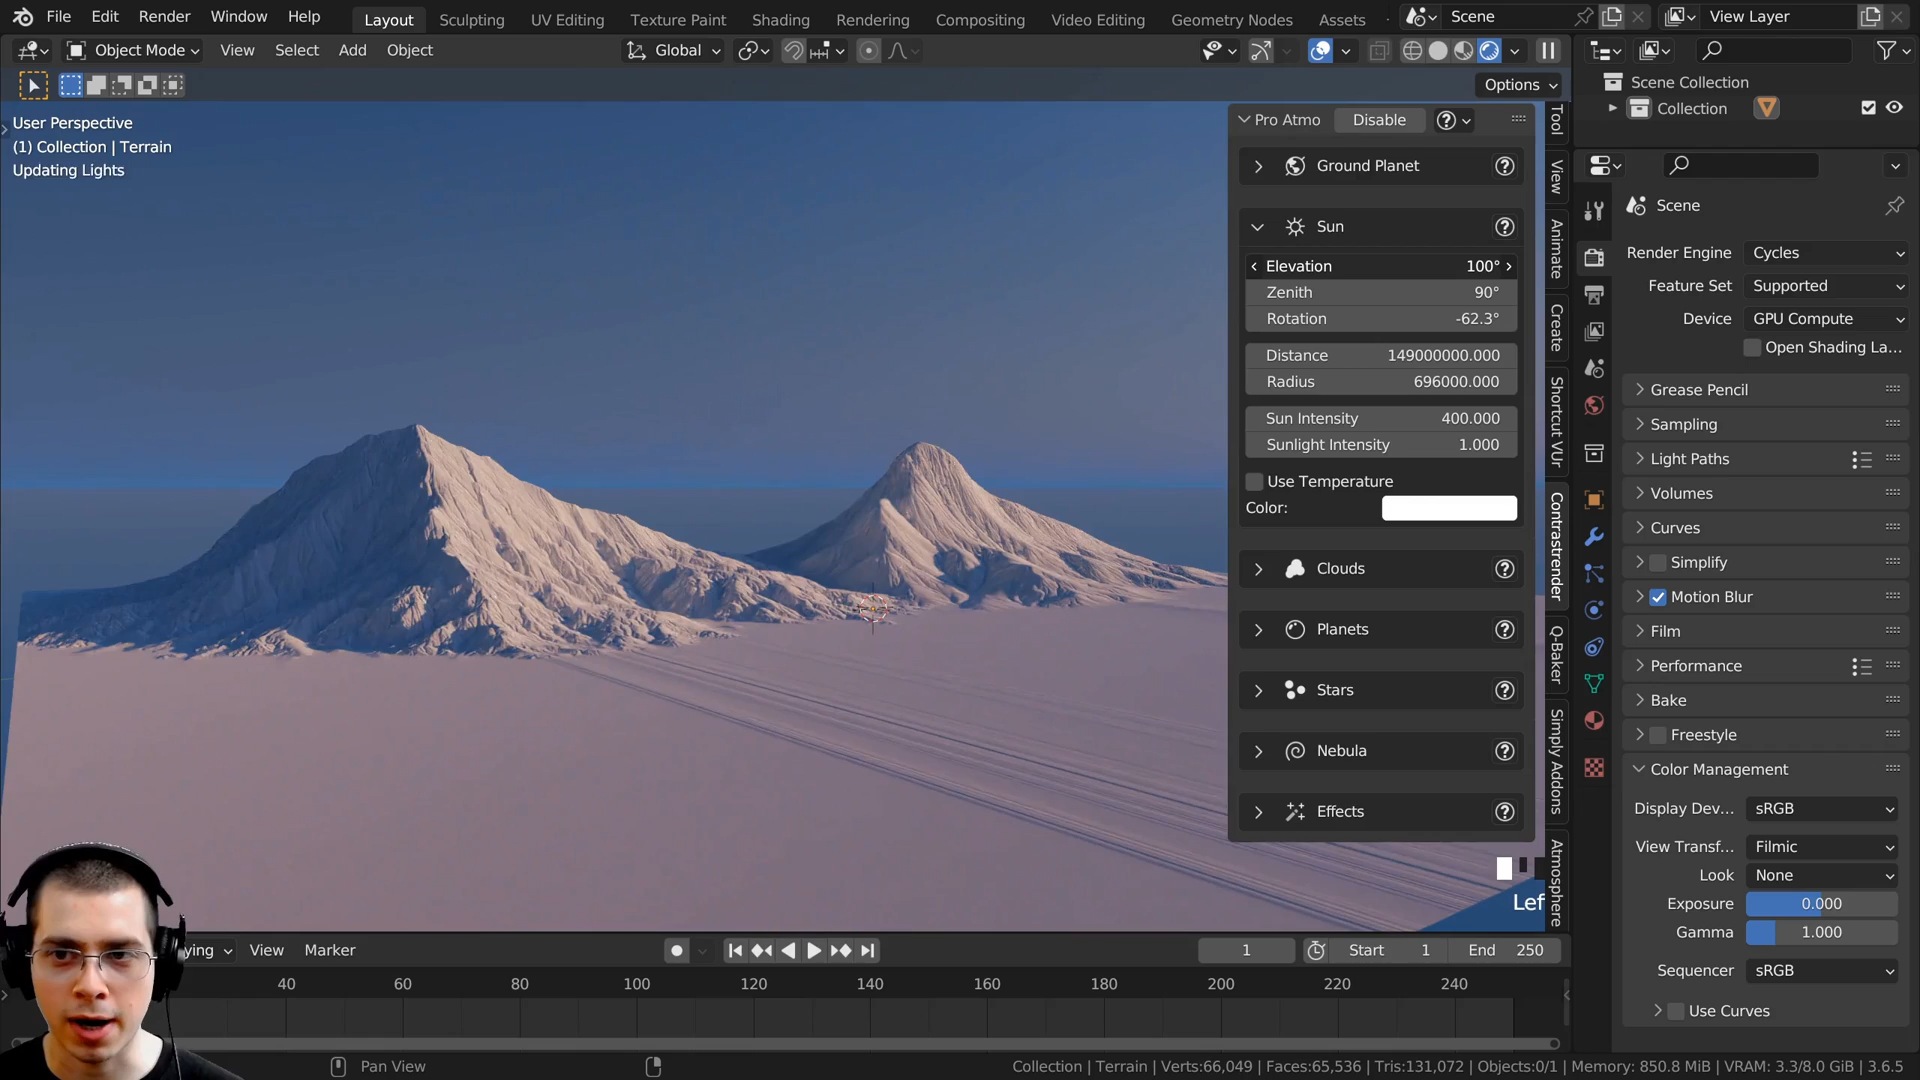 File Edit Render Window Help Layout Sculpting UV Editing Texture Paint Shading Rendering Compositing Video Editing Geometry Nodes Assets Scene View Layer
Object Mode View Select Add Object Global
Options
Scene Collection
Collection
User Perspective
(1) Collection | Terrain
Updating Lights
Pro Atmo Disable
Ground Planet
Sun
Elevation 100°
Zenith 90°
Rotation -62.3°
Distance 149000000.000
Radius 696000.000
Sun Intensity 400.000
Sunlight Intensity 1.000
Use Temperature
Color:
Clouds
Planets
Stars
Nebula
Effects
Lef
Tool
View
Animate
Create
Shortcut VUr
Contrastrender
Q-Baker
Simply Addons
Atmosphere
Scene
Render Engine Cycles
Feature Set Supported
Device GPU Compute
Open Shading La...
Grease Pencil
Sampling
Light Paths
Volumes
Curves
Simplify
Motion Blur
Film
Performance
Bake
Freestyle
Color Management
Display Dev... sRGB
View Transf... Filmic
Look None
Exposure 0.000
Gamma 1.000
Sequencer sRGB
Use Curves
ying View Marker 1 Start 1 End 250
40 60 80 100 120 140 160 180 200 220 240
Pan View
Collection | Terrain | Verts:66,049 | Faces:65,536 | Tris:131,072 | Objects:0/1 | Memory: 850.8 MiB | VRAM: 3.3/8.0 GiB | 3.6.5